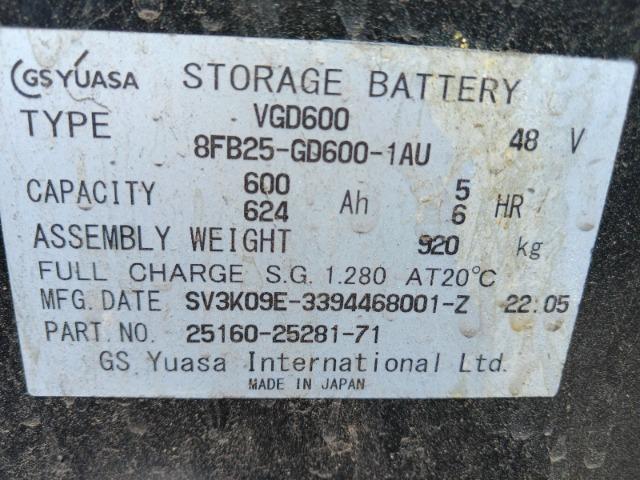 GS YUASA STORAGE BATTERY
TYPE VGD600 48 V
8FB25-GD600-1AU
CAPACITY 600 Ah 5 HR
624 6
ASSEMBLY WEIGHT 920 kg
FULL CHARGE S.G. 1.280 AT 20℃
MFG. DATE SV3K09E-3394468001-Z 22.05
PART. NO. 25160-25281-71
GS Yuasa International Ltd.
MADE IN JAPAN